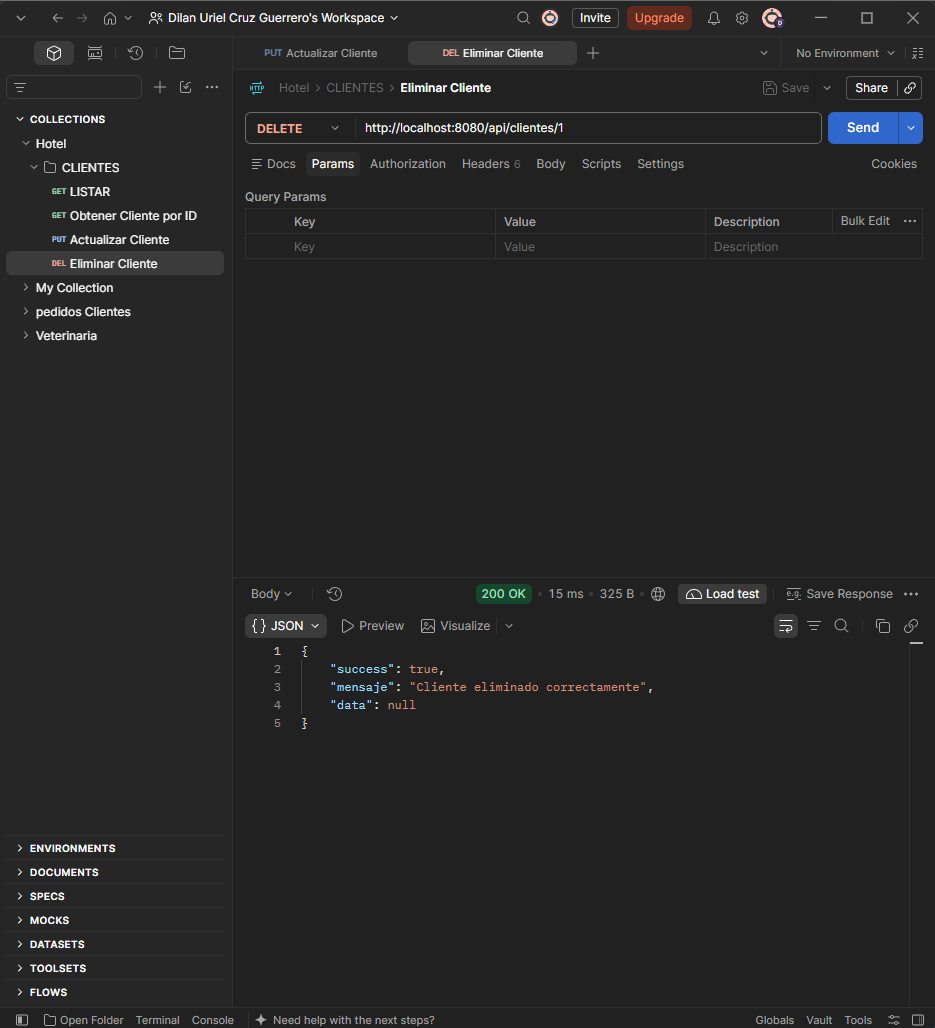 Dilan Uriel Cruz Guerrero's Workspace
Invite
Upgrade
PUT Actualizar Cliente
DEL Eliminar Cliente
No Environment
HTTP Hotel > CLIENTES > Eliminar Cliente
Save
Share
COLLECTIONS
Hotel
CLIENTES
GET LISTAR
GET Obtener Cliente por ID
PUT Actualizar Cliente
DEL Eliminar Cliente
My Collection
pedidos Clientes
Veterinaria
DELETE
http://localhost:8080/api/clientes/1
Send
Docs Params Authorization Headers 6 Body Scripts Settings
Cookies
Query Params
Key Value Description Bulk Edit
Key Value Description
Body
200 OK • 15 ms • 325 B
Load test
e.g. Save Response
{} JSON
Preview
Visualize
1 {
2 "success": true,
3 "mensaje": "Cliente eliminado correctamente",
4 "data": null
5 }
ENVIRONMENTS
DOCUMENTS
SPECS
MOCKS
DATASETS
TOOLSETS
FLOWS
Open Folder Terminal Console Need help with the next steps?
Globals Vault Tools